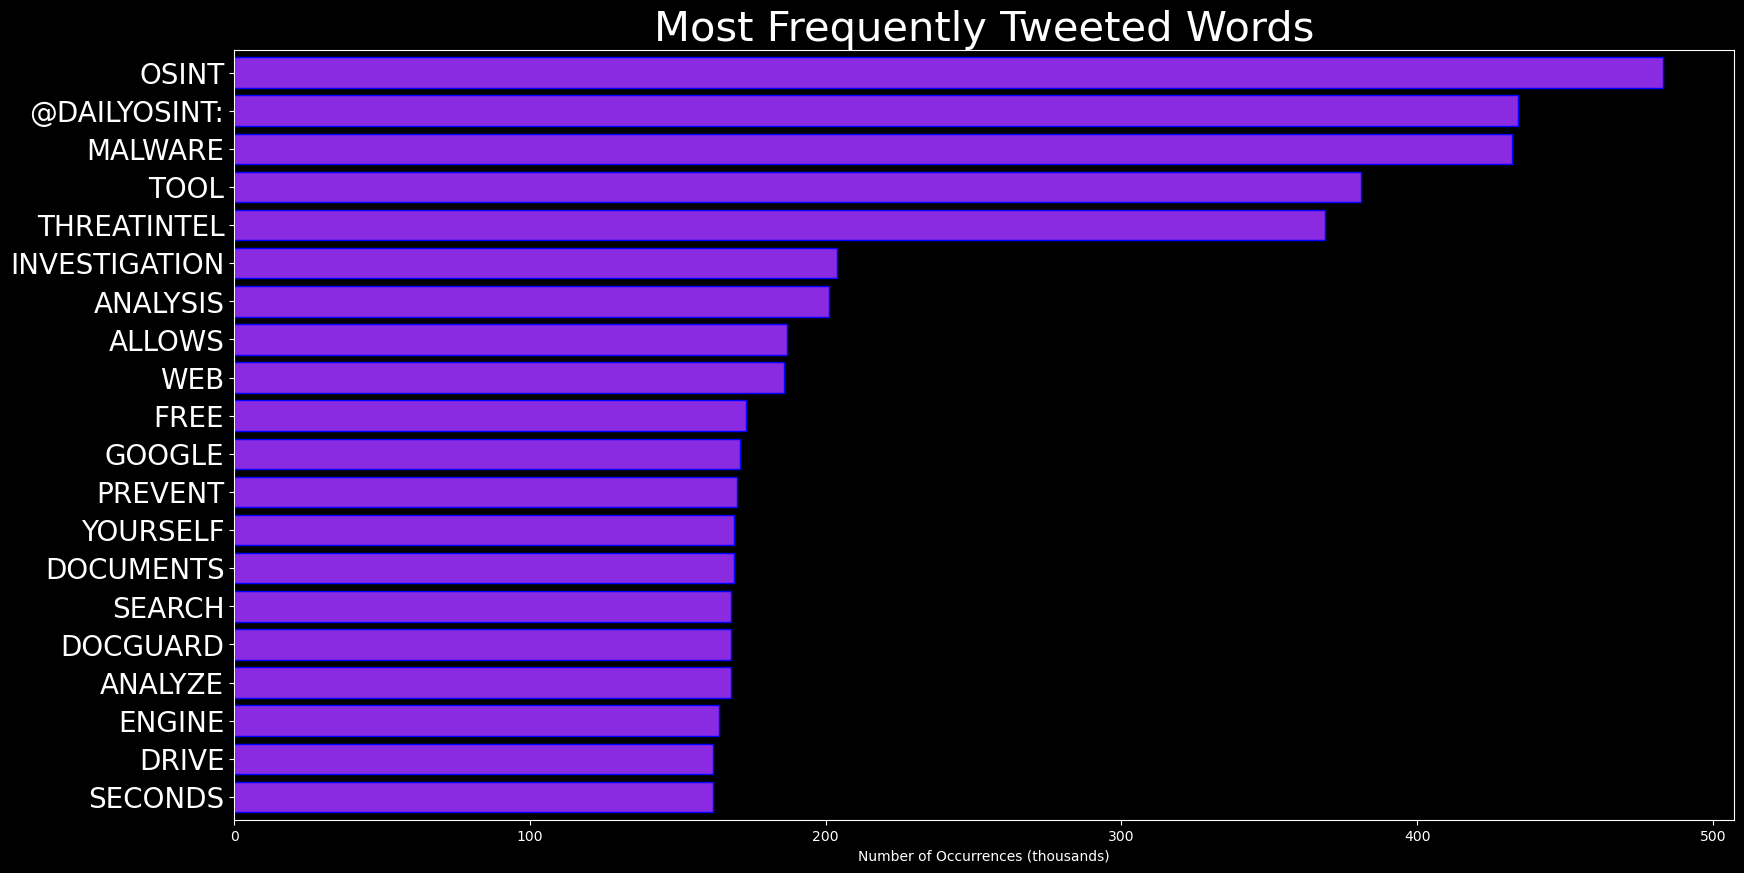 Most Frequently Tweeted Words
OSINT
@DAILYOSINT:
MALWARE
TOOL
THREATINTEL
INVESTIGATION
ANALYSIS
ALLOWS
WEB
FREE
GOOGLE
PREVENT
YOURSELF
DOCUMENTS
SEARCH
DOCGUARD
ANALYZE
ENGINE
DRIVE
SECONDS
0 100 200 300 400 500
Number of Occurrences (thousands)